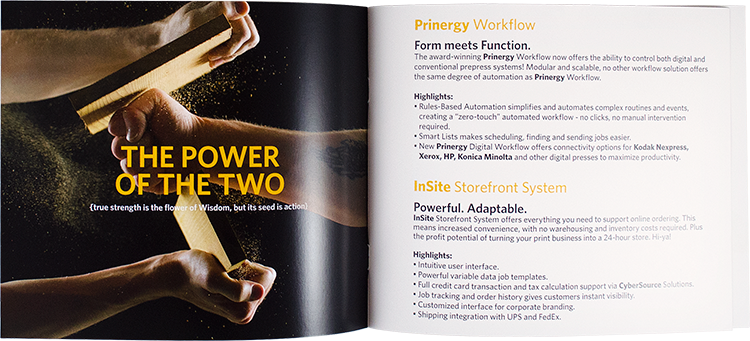 THE POWER
OF THE TWO
{true strength is the flower of Wisdom, but its seed is action}
Prinergy Workflow
Form meets Function.
The award-winning Prinergy Workflow now offers the ability to control both digital and
conventional prepress systems! Modular and scalable, no other workflow solution offers
the same degree of automation as Prinergy Workflow.
Highlights:
• Rules-Based Automation simplifies and automates complex routines and events,
creating a "zero-touch" automated workflow - no clicks, no manual intervention
required.
• Smart Lists makes scheduling, finding and sending jobs easier.
• New Prinergy Digital Workflow offers connectivity options for Kodak Nexpress,
Xerox, HP, Konica Minolta and other digital presses to maximize productivity.
InSite Storefront System
Powerful. Adaptable.
InSite Storefront System offers everything you need to support online ordering. This
means increased convenience, with no warehousing and inventory costs required. Plus
the profit potential of turning your print business into a 24-hour store. Hi-ya!
Highlights:
• Intuitive user interface.
• Powerful variable data job templates.
• Full credit card transaction and tax calculation support via CyberSource Solutions.
• Job tracking and order history gives customers instant visibility.
• Customized interface for corporate branding.
• Shipping integration with UPS and FedEx.